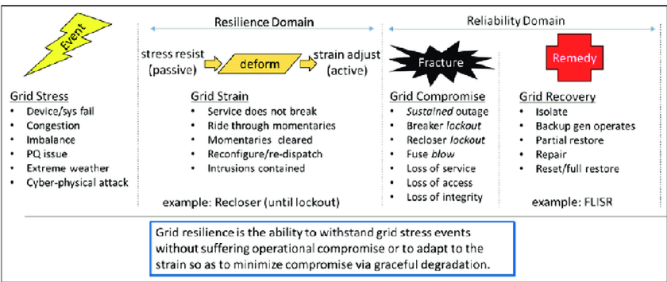 Resilience Domain
Reliability Domain
Event
stress resist
(passive)
deform
strain adjust
(active)
Fracture
Remedy
Grid Stress
• Device/sys fail
• Congestion
• Imbalance
• PQ issue
• Extreme weather
• Cyber-physical attack
Grid Strain
• Service does not break
• Ride through momentaries
• Momentaries cleared
• Reconfigure/re-dispatch
• Intrusions contained
example: Recloser (until lockout)
Grid Compromise
• Sustained outage
• Breaker lockout
• Recloser lockout
• Fuse blow
• Loss of service
• Loss of access
• Loss of integrity
Grid Recovery
• Isolate
• Backup gen operates
• Partial restore
• Repair
• Reset/full restore
example: FLISR
Grid resilience is the ability to withstand grid stress events
without suffering operational compromise or to adapt to the
strain so as to minimize compromise via graceful degradation.